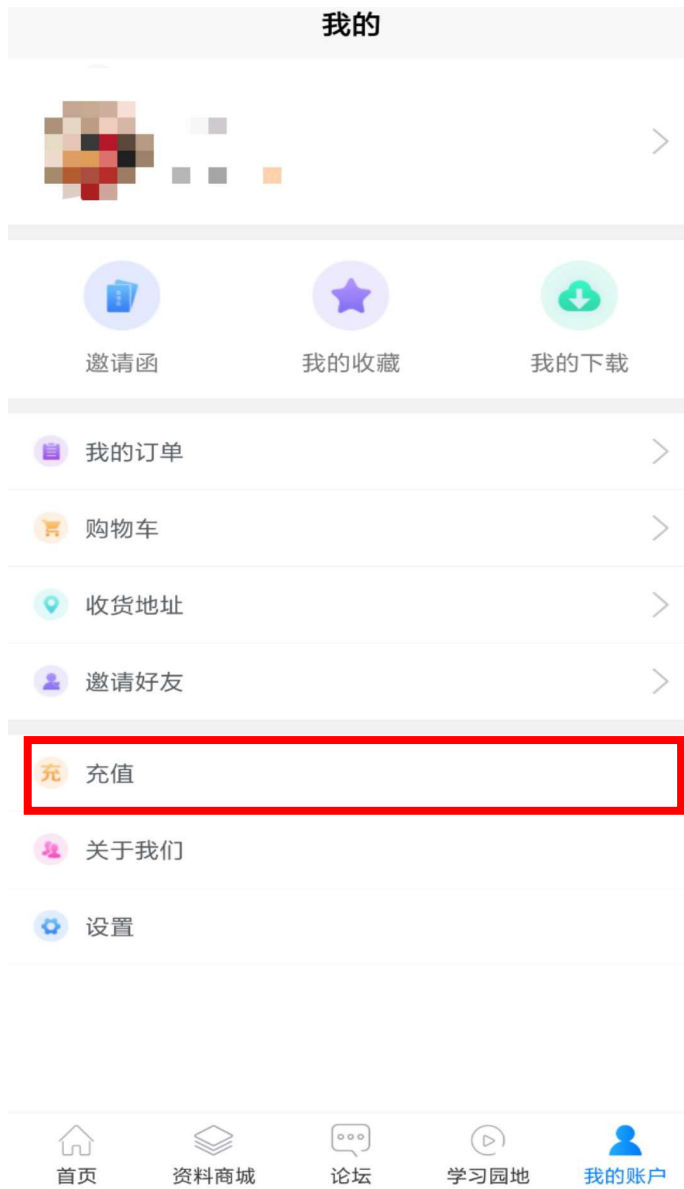 我的
邀请函 我的收藏 我的下载
我的订单
购物车
收货地址
邀请好友
充 充值
关于我们
设置
首页 资料商城 论坛 学习园地 我的账户